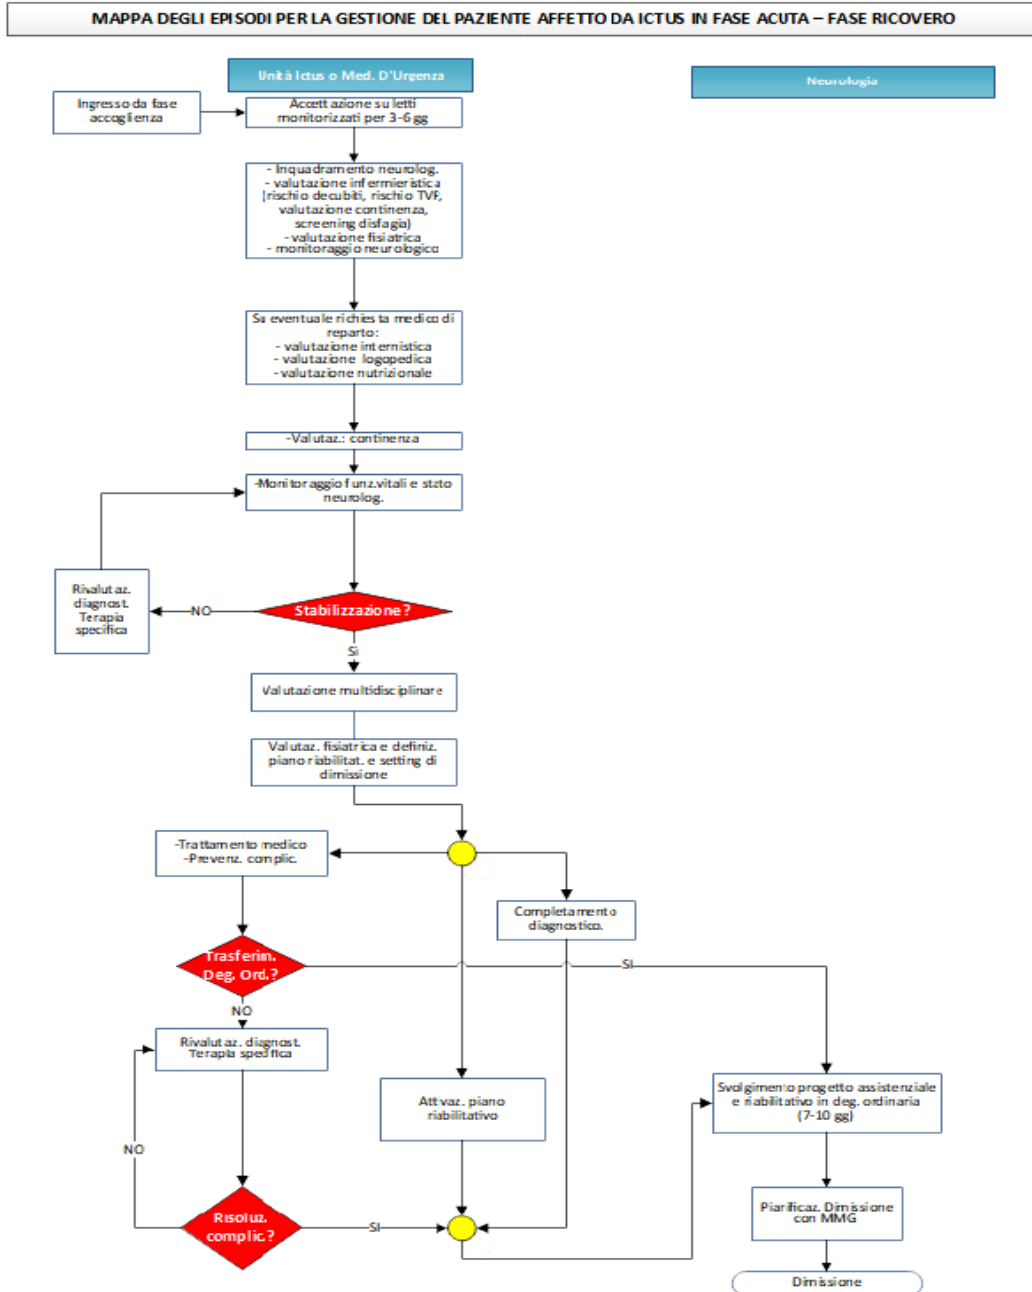 MAPPA DEGLI EPISODI PER LA GESTIONE DEL PAZIENTE AFFETTO DA ICTUS IN FASE ACUTA – FASE RICOVERO
Unità Ictus o Med. D'Urgenza
Neurologia
Ingresso da fase
accoglienza
Accettazione su letti
monitorizzati per 3-6 gg
- Inquadramento neurolog.
- valutazione infermieristica
(rischio decubiti, rischio TVP,
valutazione continenza,
screening disfagia)
- valutazione fisiatrica
- monitoraggio neurologico
Su eventuale richiesta medico di
reparto:
- valutazione internistica
- valutazione logopedica
- valutazione nutrizionale
-Valutaz.: continenza
-Monitoraggio funz.vitali e stato
neurolog.
Rivalutaz.
diagnost.
Terapia
specifica
NO
Stabilizzazione?
Sì
Valutazione multidisciplinare
Valutaz. fisiatrica e definiz.
piano riabilitat. e setting di
dimissione
-Trattamento medico
-Prevenz. complic.
Completamento
diagnostico.
Trasferim.
Deg. Ord.?
SI
NO
Rivalutaz. diagnost.
Terapia specifica
Attivaz. piano
riabilitativo
Svolgimento progetto assistenziale
e riabilitativo in deg. ordinaria
(7-10 gg)
NO
Risoluz.
complic.?
SI
Pianificaz. Dimissione
con MMG
Dimissione